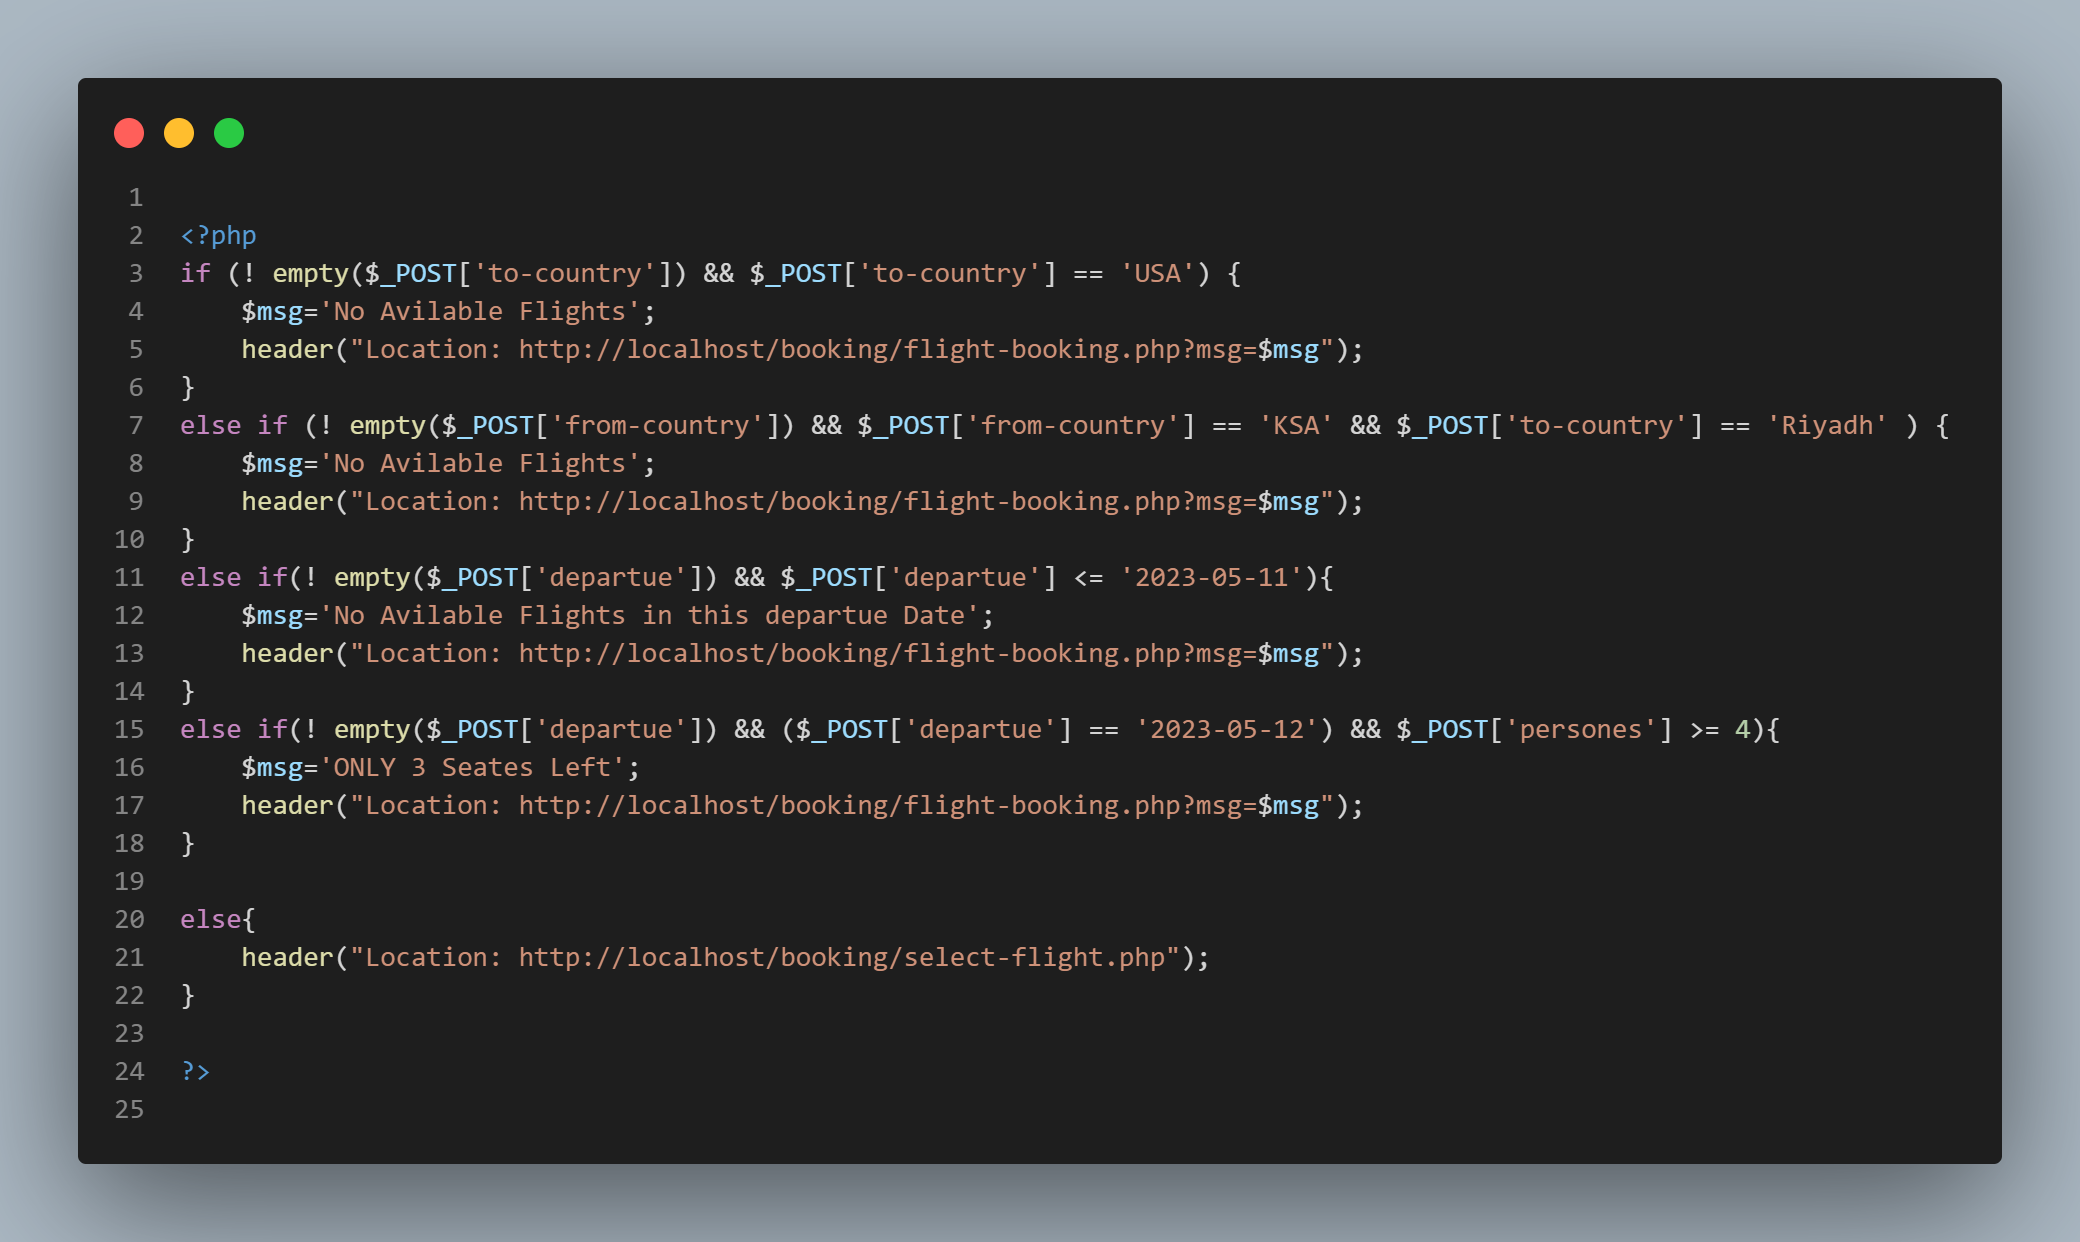 1
2 <?php
3 if (! empty($_POST['to-country']) && $_POST['to-country'] == 'USA') {
4     $msg='No Avilable Flights';
5     header("Location: http://localhost/booking/flight-booking.php?msg=$msg");
6 }
7 else if (! empty($_POST['from-country']) && $_POST['from-country'] == 'KSA' && $_POST['to-country'] == 'Riyadh' ) {
8     $msg='No Avilable Flights';
9     header("Location: http://localhost/booking/flight-booking.php?msg=$msg");
10 }
11 else if(! empty($_POST['departue']) && $_POST['departue'] <= '2023-05-11'){
12     $msg='No Avilable Flights in this departue Date';
13     header("Location: http://localhost/booking/flight-booking.php?msg=$msg");
14 }
15 else if(! empty($_POST['departue']) && ($_POST['departue'] == '2023-05-12') && $_POST['persones'] >= 4){
16     $msg='ONLY 3 Seates Left';
17     header("Location: http://localhost/booking/flight-booking.php?msg=$msg");
18 }
19
20 else{
21     header("Location: http://localhost/booking/select-flight.php");
22 }
23
24 ?>
25